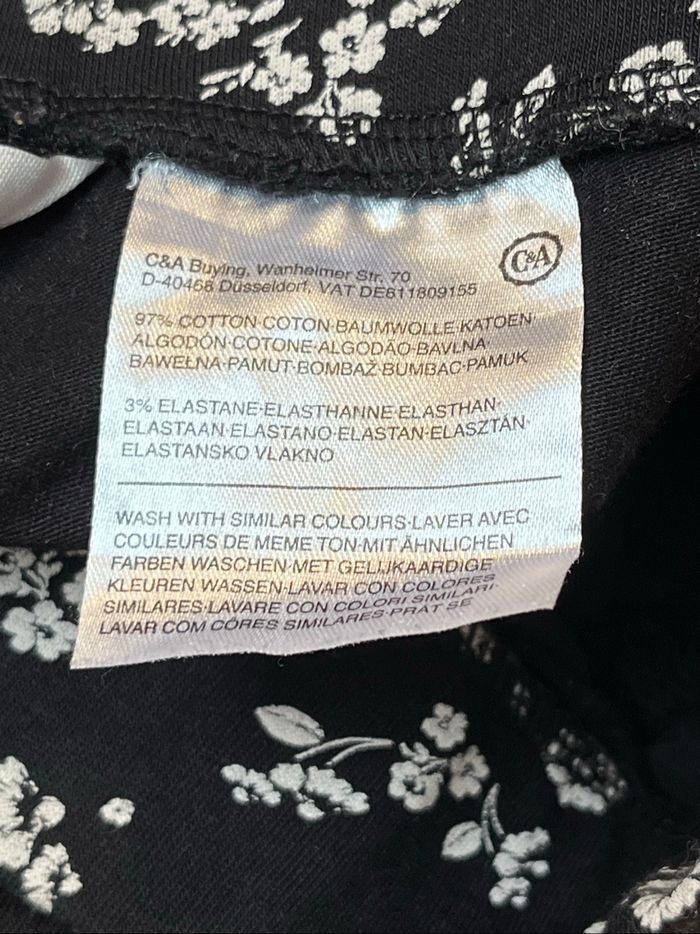 C&A Buying, Wanheimer Str. 70
C&A
D-40468 Düsseldorf, VAT DE811809155
97% COTTON·COTON·BAUMWOLLE·KATOEN·
ALGODÓN·COTONE·ALGODÃO·BAVLNA·
BAWEŁNA·PAMUT·BOMBAŽ·BUMBAC·PAMUK
3% ELASTANE·ELASTHANNE·ELASTHAN·
ELASTAAN·ELASTANO·ELASTAN·ELASZTÁN·
ELASTANSKO VLAKNO
WASH WITH SIMILAR COLOURS·LAVER AVEC
COULEURS DE MEME TON·MIT ÄHNLICHEN
FARBEN WASCHEN·MET GELIJKAARDIGE
KLEUREN WASSEN·LAVAR CON COLORES
SIMILARES·LAVARE CON COLORI SIMILARI·
LAVAR COM CÔRES SIMILARES·PRÁT SE